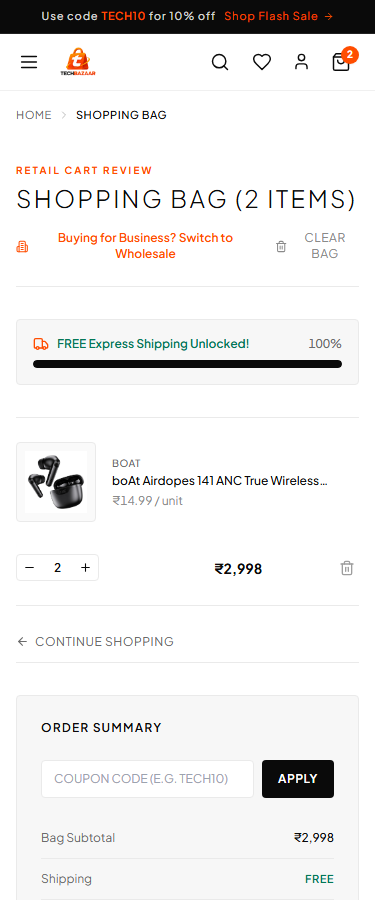 Use code TECH10 for 10% off Shop Flash Sale →
TECHBAZAAR
2
HOME > SHOPPING BAG
RETAIL CART REVIEW
SHOPPING BAG (2 ITEMS)
Buying for Business? Switch to
Wholesale
CLEAR
BAG
FREE Express Shipping Unlocked! 100%
BOAT
boAt Airdopes 141 ANC True Wireless...
₹14.99 / unit
− 2 + ₹2,998
← CONTINUE SHOPPING
ORDER SUMMARY
COUPON CODE (E.G. TECH10) APPLY
Bag Subtotal ₹2,998
Shipping FREE